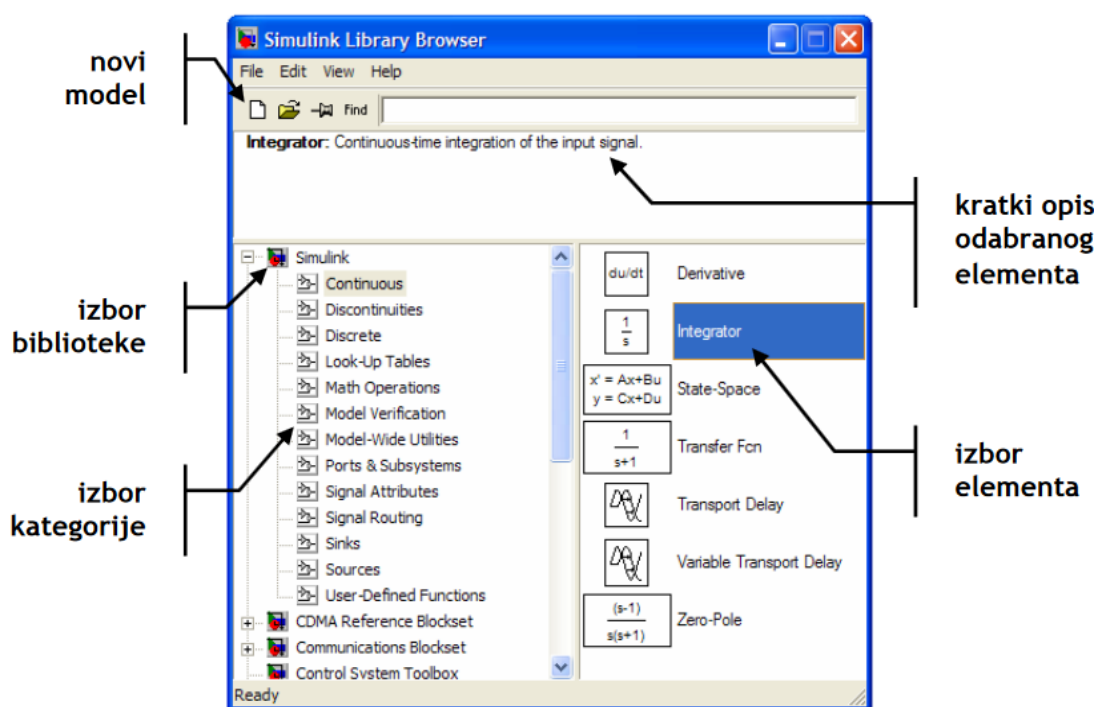 Simulink Library Browser
novi
model
File Edit View Help
Find
Integrator: Continuous-time integration of the input signal.
kratki opis
odabranog
elementa
izbor
biblioteke
izbor
kategorije
Simulink
Continuous
Discontinuities
Discrete
Look-Up Tables
Math Operations
Model Verification
Model-Wide Utilities
Ports & Subsystems
Signal Attributes
Signal Routing
Sinks
Sources
User-Defined Functions
CDMA Reference Blockset
Communications Blockset
Control System Toolbox
du/dt Derivative
1
s
Integrator
x' = Ax+Bu
y = Cx+Du
State-Space
1
s+1
Transfer Fcn
Transport Delay
Variable Transport Delay
(s-1)
s(s+1)
Zero-Pole
izbor
elementa
Ready